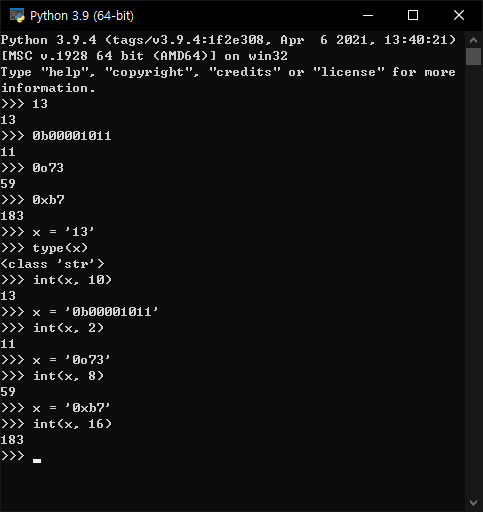 Python 3.9 (64-bit)
Python 3.9.4 (tags/v3.9.4:1f2e308, Apr  6 2021, 13:40:21)
[MSC v.1928 64 bit (AMD64)] on win32
Type "help", "copyright", "credits" or "license" for more
information.
>>> 13
13
>>> 0b00001011
11
>>> 0o73
59
>>> 0xb7
183
>>> x = '13'
>>> type(x)
<class 'str'>
>>> int(x, 10)
13
>>> x = '0b00001011'
>>> int(x, 2)
11
>>> x = '0o73'
>>> int(x, 8)
59
>>> x = '0xb7'
>>> int(x, 16)
183
>>>